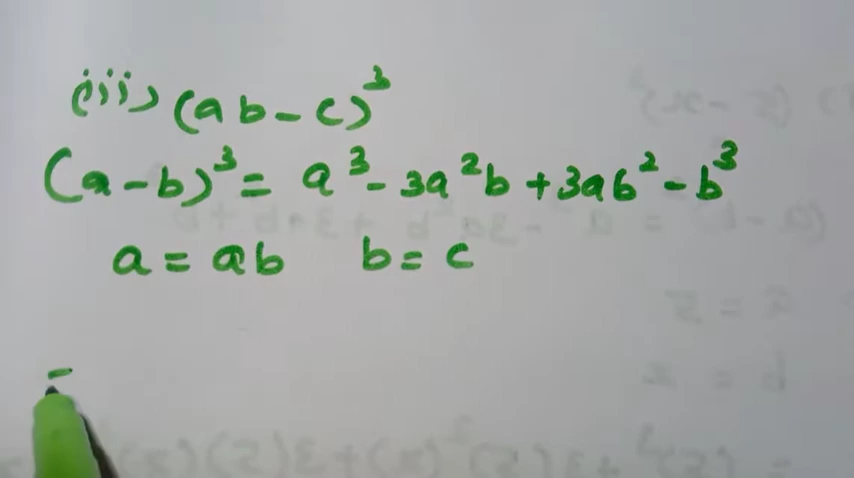 (iii) (ab - c)³
(a - b)³ = a³ - 3a²b + 3ab² - b³
a = ab b = c
=